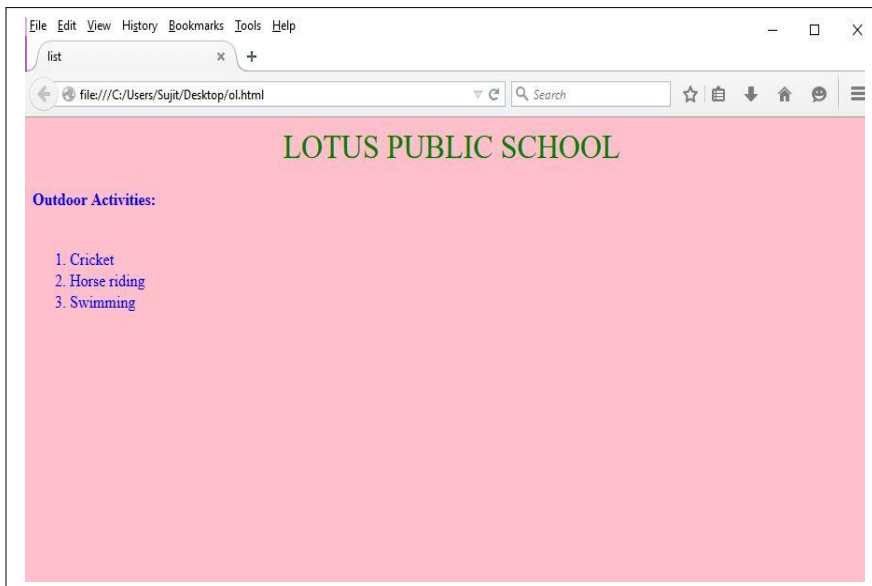 File Edit View History Bookmarks Tools Help
list
file:///C:/Users/Sujit/Desktop/ol.html
Search
LOTUS PUBLIC SCHOOL
Outdoor Activities:
1. Cricket
2. Horse riding
3. Swimming